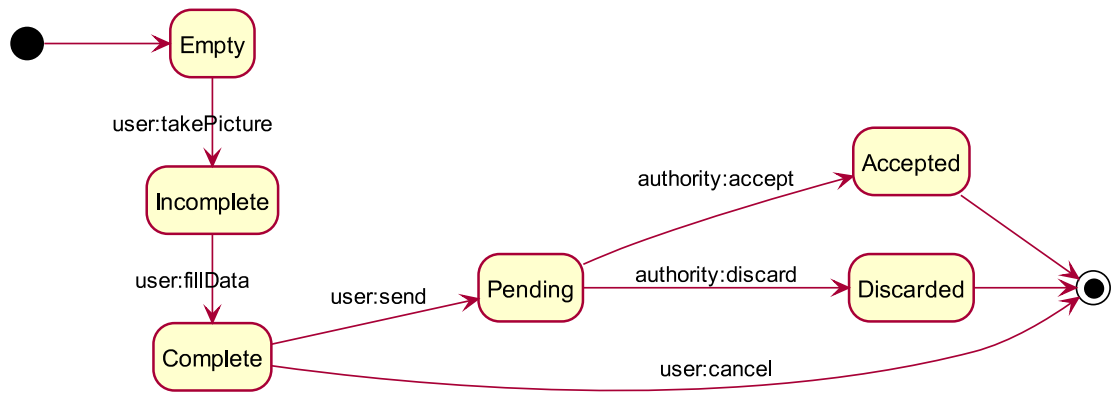 Empty
user:takePicture
Incomplete
user:fillData
Complete
user:send
Pending
authority:accept
Accepted
authority:discard
Discarded
user:cancel